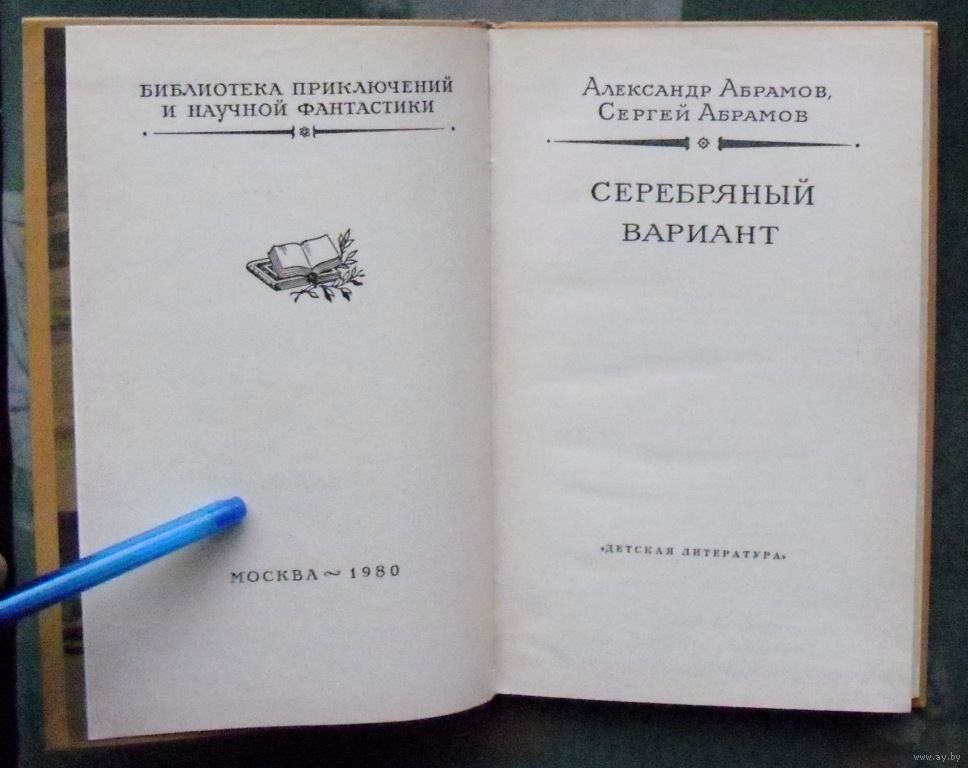 БИБЛИОТЕКА ПРИКЛЮЧЕНИЙ
И НАУЧНОЙ ФАНТАСТИКИ
МОСКВА ~ 1980
АЛЕКСАНДР АБРАМОВ,
СЕРГЕЙ АБРАМОВ
СЕРЕБРЯНЫЙ
ВАРИАНТ
«ДЕТСКАЯ ЛИТЕРАТУРА»
www.ay.by